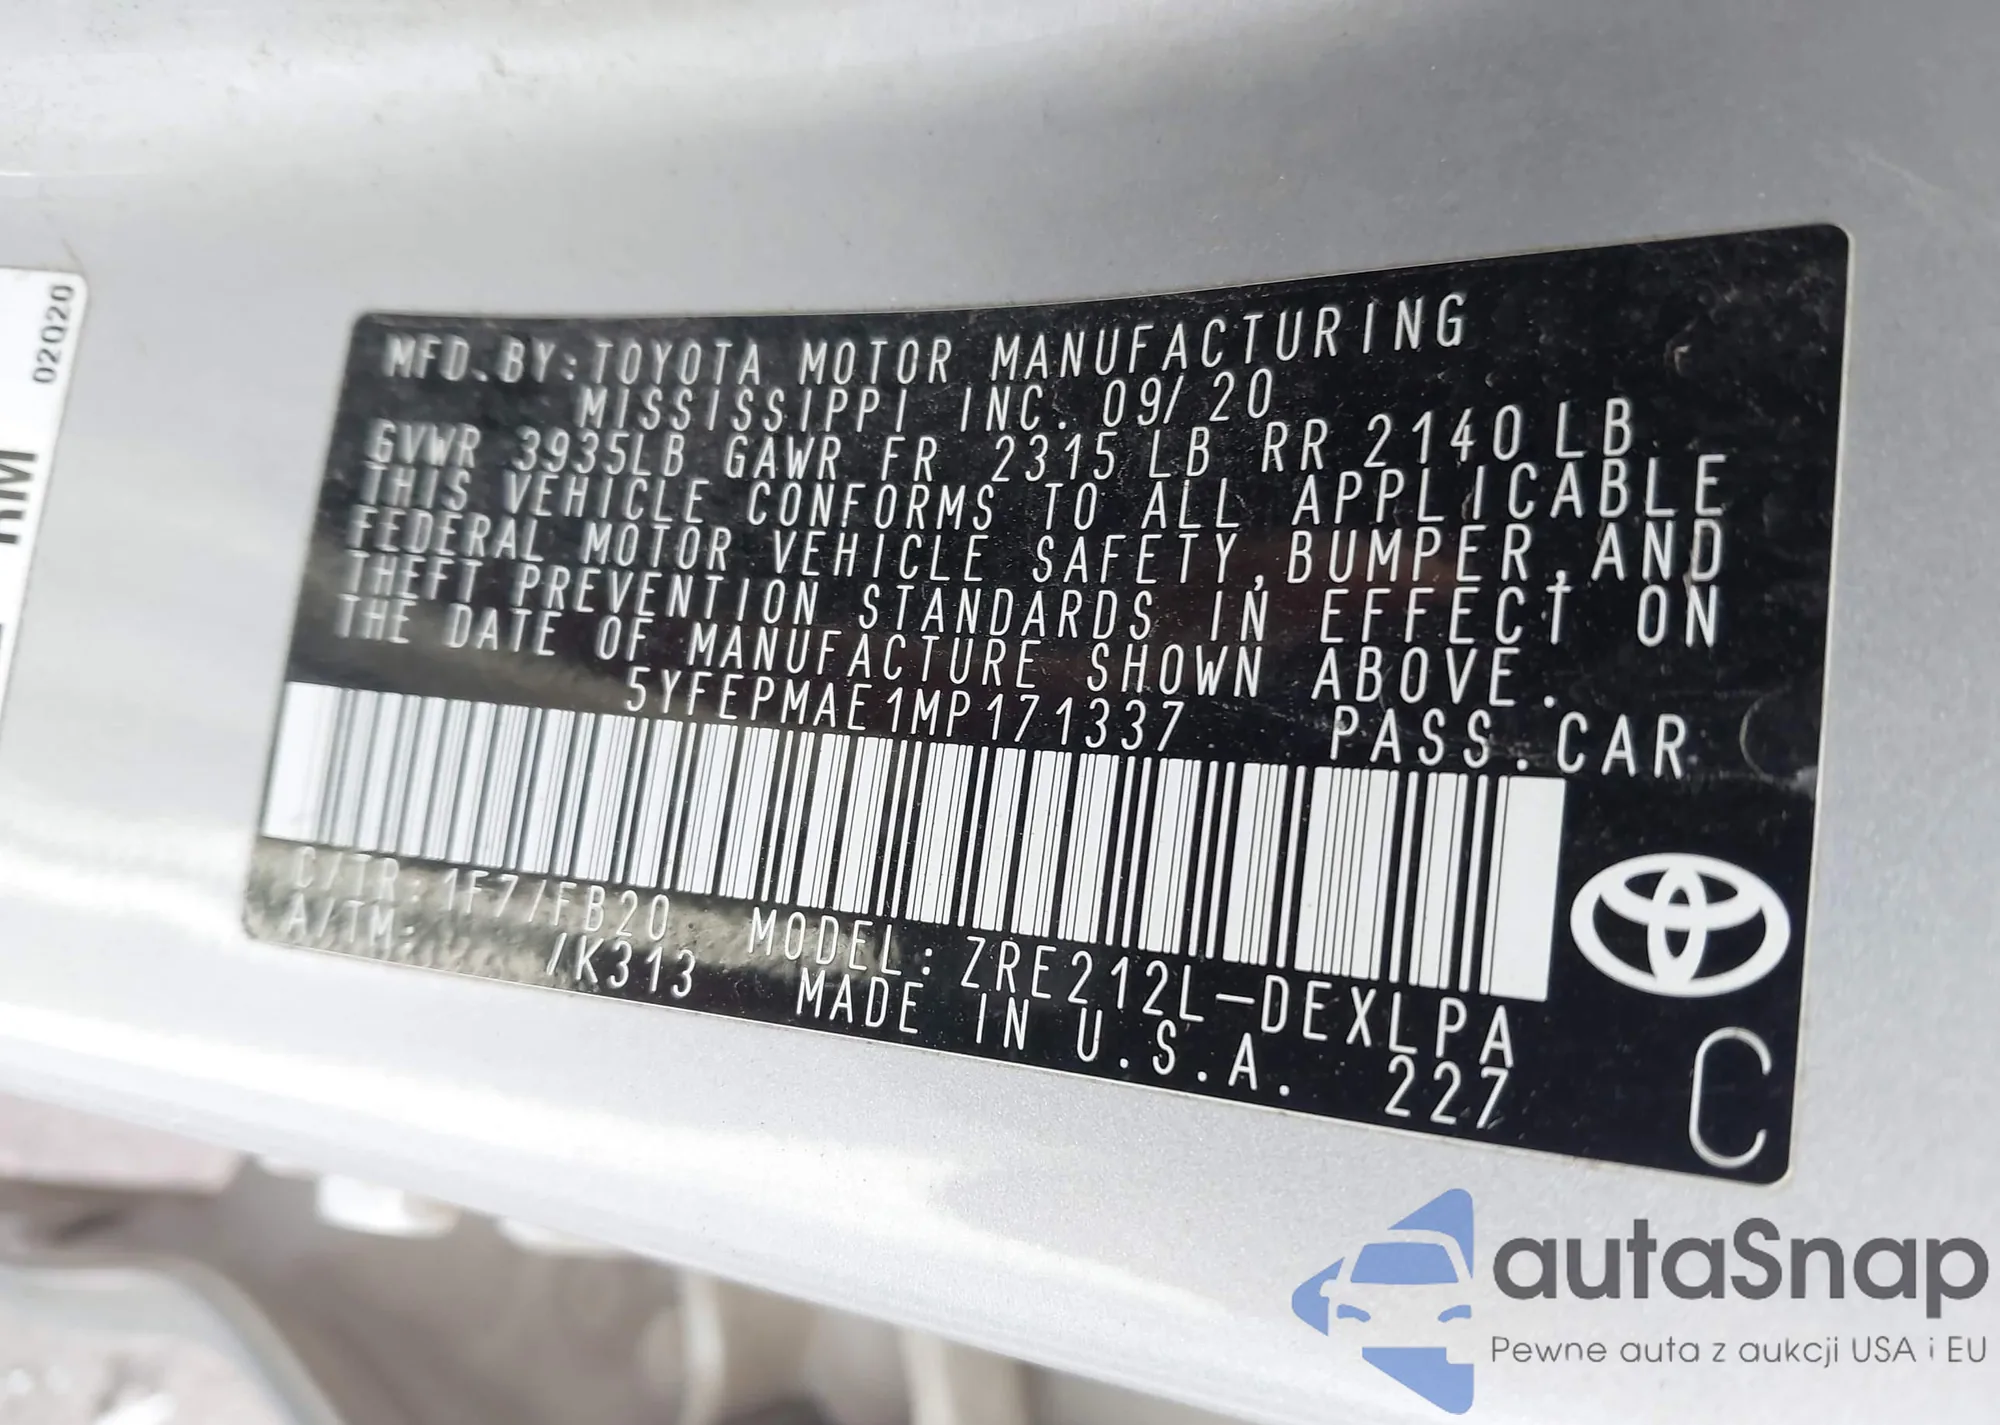 02020
RIM
MFD.BY:TOYOTA MOTOR MANUFACTURING
MISSISSIPPI INC. 09/20
GVWR 3935LB GAWR FR 2315LB RR 2140LB
THIS VEHICLE CONFORMS TO ALL APPLICABLE
FEDERAL MOTOR VEHICLE SAFETY,BUMPER,AND
THEFT PREVENTION STANDARDS IN EFFECT ON
THE DATE OF MANUFACTURE SHOWN ABOVE.
5YFEPMAE1MP171337 PASS.CAR
C/TR:1F7/FB20 MODEL:ZRE212L-DEXLPA
A/TM: /K313 MADE IN U.S.A. 227
C
autaSnap
Pewne auta z aukcji USA i EU